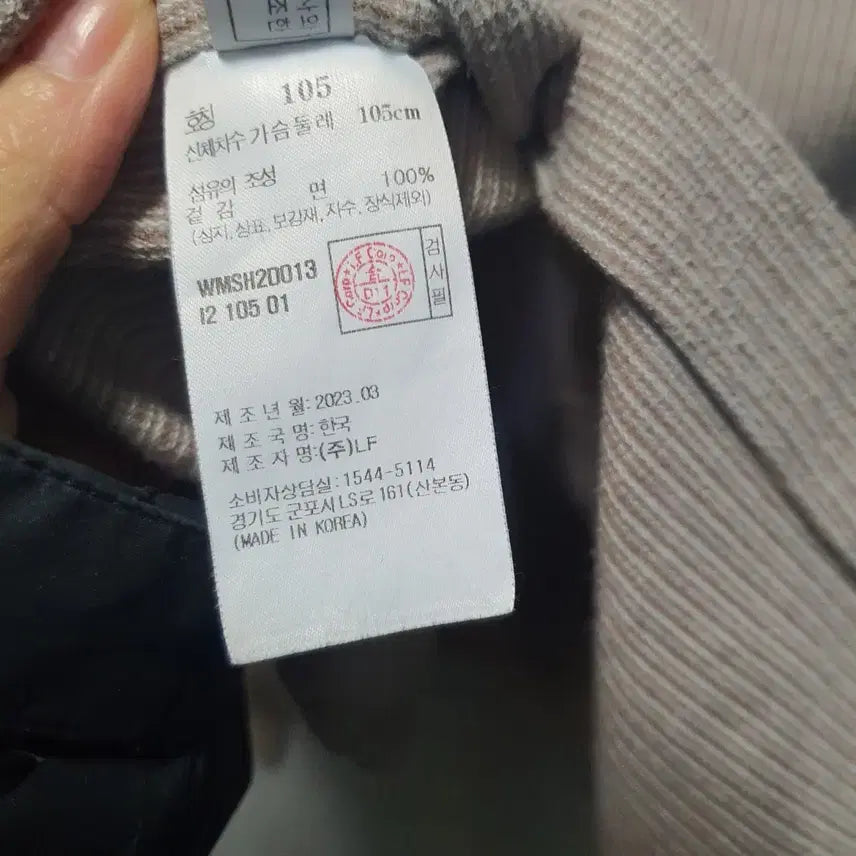 호칭 105
신체치수 가슴둘레 105cm
섬유의 조성
겉감 면 100%
(심지, 상표, 보강재, 자수, 장식제외)
WMSH2D013
I2 105 01
검사필
LF Corp
제 조 년 월: 2023.03
제 조 국 명: 한국
제 조 자 명: (주)LF
소비자상담실: 1544-5114
경기도 군포시 LS로 161(산본동)
(MADE IN KOREA)